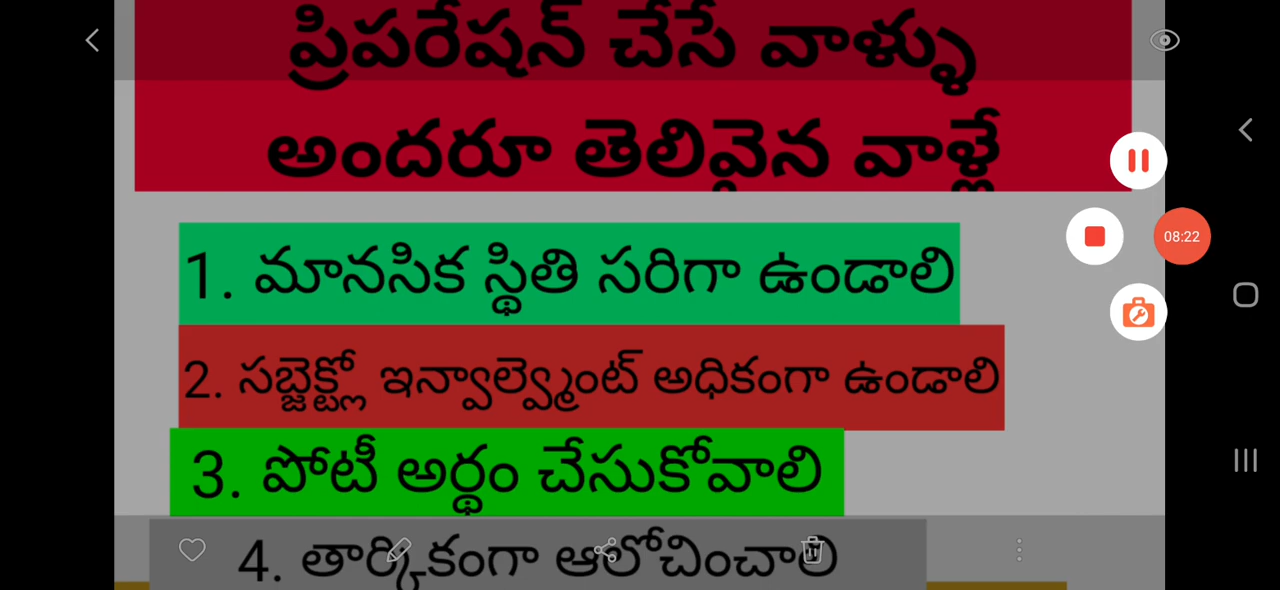 ప్రిపరేషన్ చేసే వాళ్ళు
అందరూ తెలివైన వాళ్లే
1. మానసిక స్థితి సరిగా ఉండాలి
2. సబ్జెక్ట్లో ఇన్వాల్వ్మెంట్ అధికంగా ఉండాలి
3. పోటీ అర్థం చేసుకోవాలి
4. తార్కికంగా ఆలోచించాలి
08:22